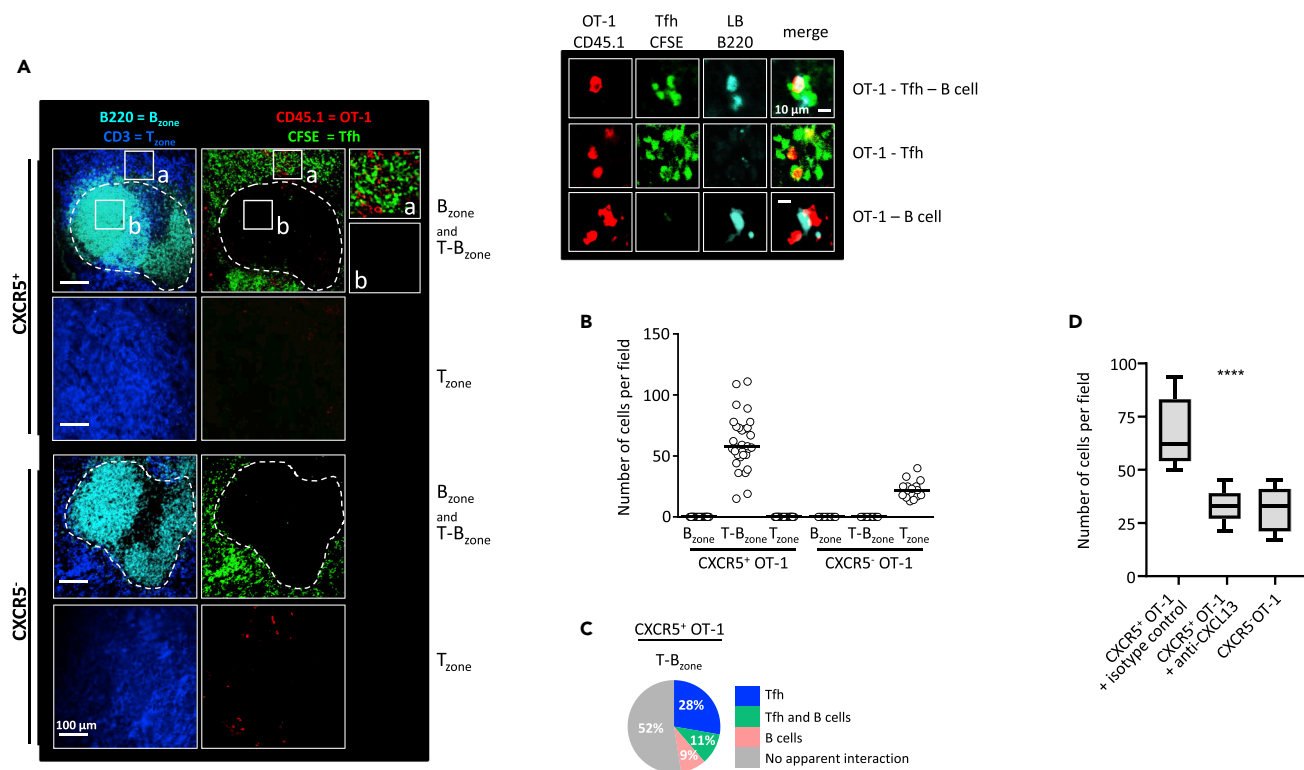 A
B220 = Bzone
CD3 = Tzone
CD45.1 = OT-1
CFSE = Tfh
CXCR5+
a
b
a
b
a
b
Bzone
and
T-Bzone
Tzone
CXCR5-
Bzone
and
T-Bzone
Tzone
100 µm
OT-1
CD45.1
Tfh
CFSE
LB
B220
merge
10 µm
OT-1 - Tfh – B cell
OT-1 - Tfh
OT-1 – B cell
B
Number of cells per field
150
100
50
0
Bzone T-Bzone Tzone Bzone T-Bzone Tzone
CXCR5+ OT-1 CXCR5- OT-1
C
CXCR5+ OT-1
T-Bzone
28%
11%
9%
52%
Tfh
Tfh and B cells
B cells
No apparent interaction
D
Number of cells per field
100
75
50
25
0
****
CXCR5+ OT-1
+ isotype control
CXCR5+ OT-1
+ anti-CXCL13
CXCR5-OT-1